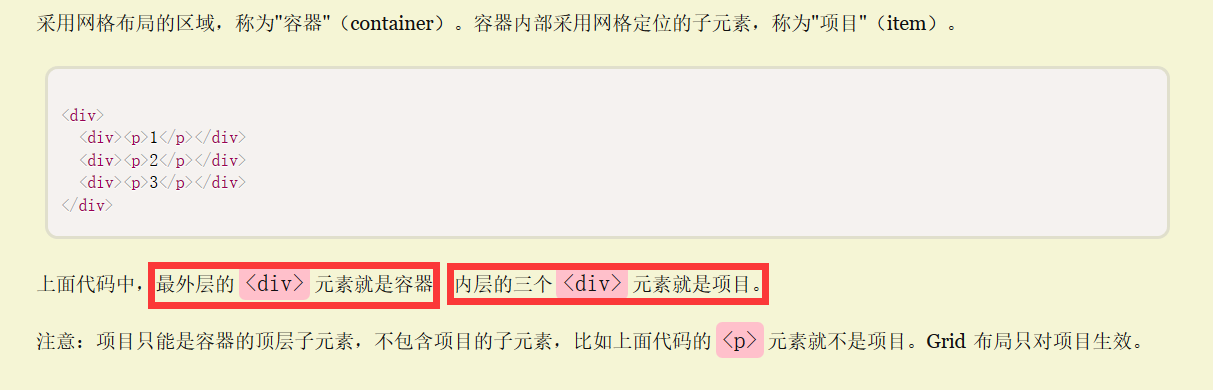 采用网格布局的区域，称为"容器"（container）。容器内部采用网格定位的子元素，称为"项目"（item）。
<div>
  <div><p>1</p></div>
  <div><p>2</p></div>
  <div><p>3</p></div>
</div>
上面代码中，最外层的 <div> 元素就是容器 内层的三个 <div> 元素就是项目。
注意：项目只能是容器的顶层子元素，不包含项目的子元素，比如上面代码的 <p> 元素就不是项目。Grid 布局只对项目生效。